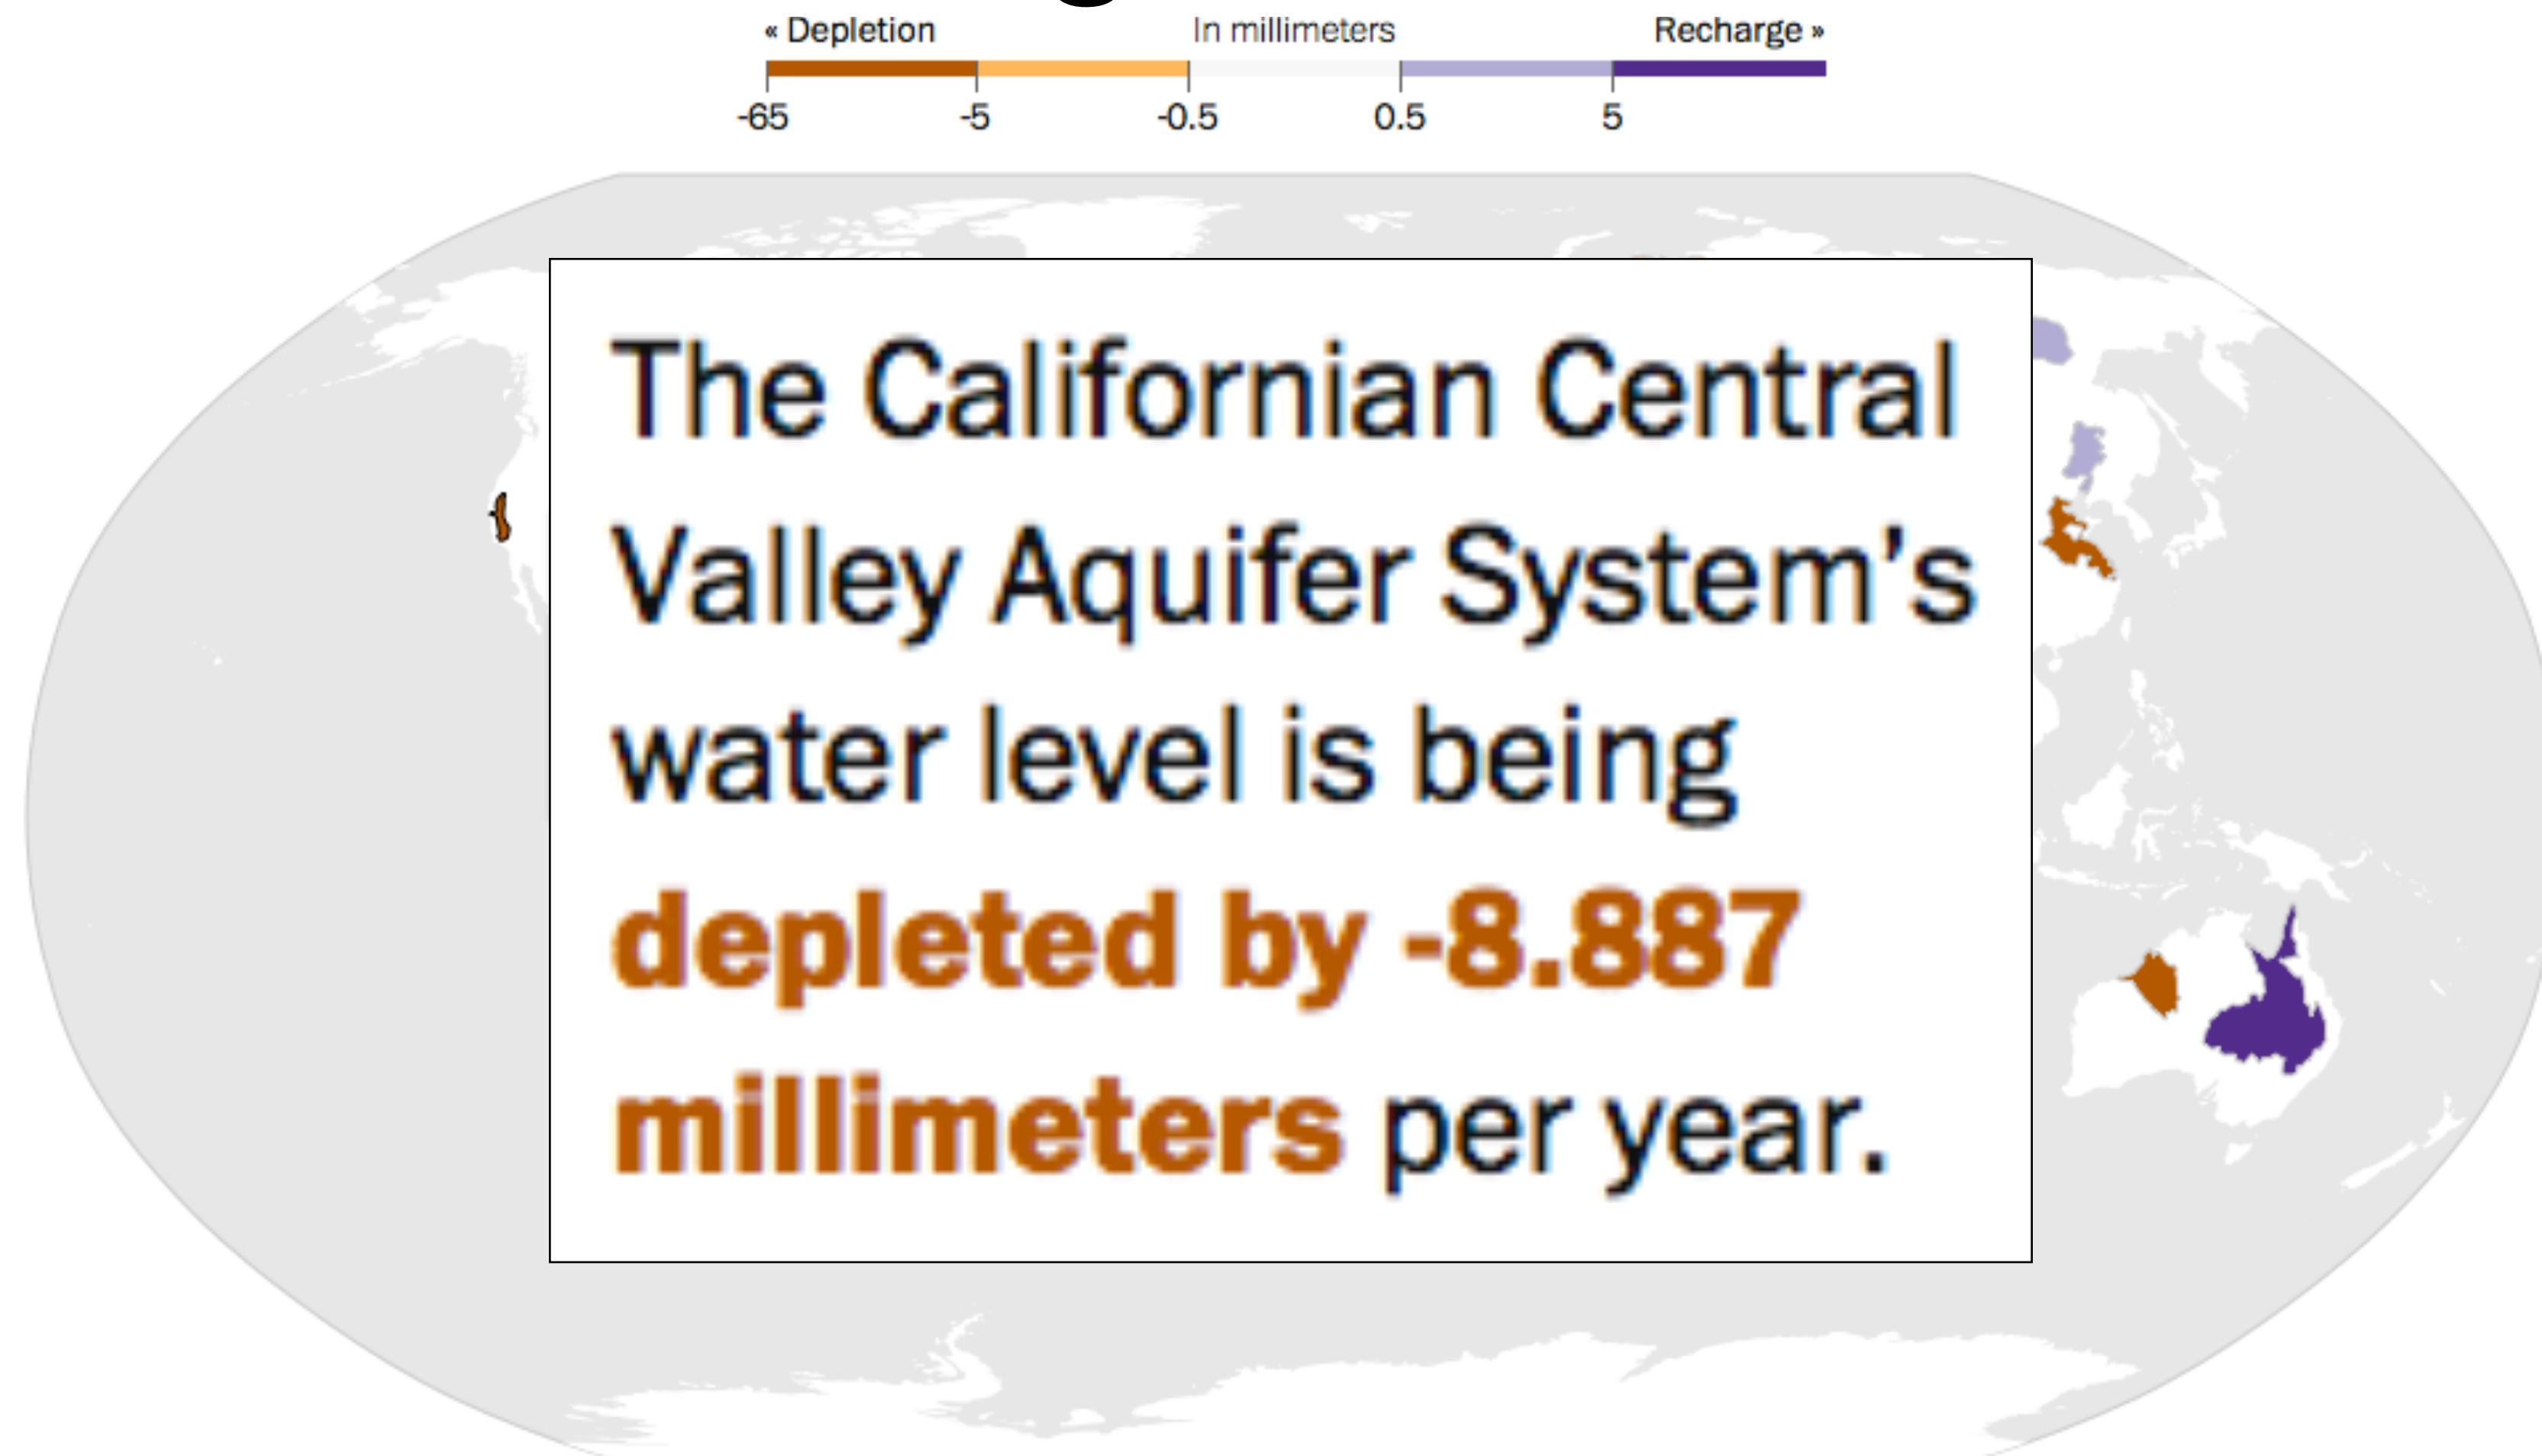 « Depletion In millimeters Recharge »
-65 -5 -0.5 0.5 5
The Californian Central
Valley Aquifer System's
water level is being
depleted by -8.887
millimeters per year.